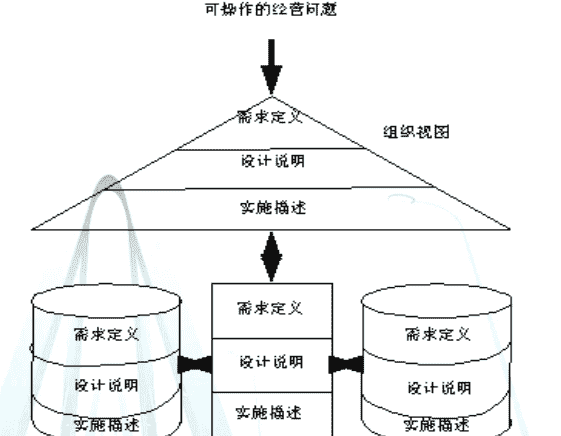 可操作的经营问题
需求定义
组织视图
设计说明
实施描述
需求定义
需求定义
需求定义
设计说明
设计说明
设计说明
实施描述
实施描述
实施描述